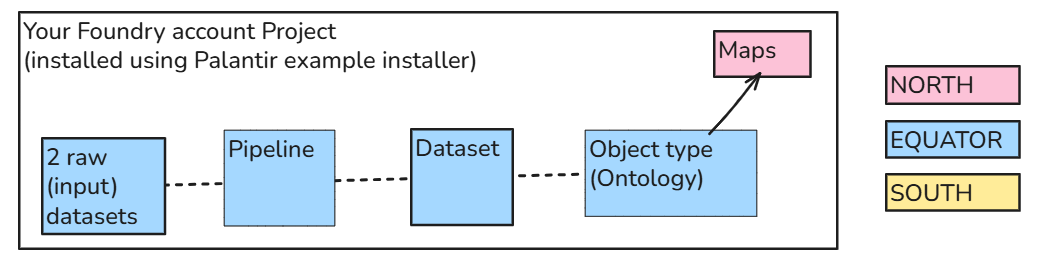 Your Foundry account Project
(installed using Palantir example installer)
Maps
2 raw
(input)
datasets
Pipeline
Dataset
Object type
(Ontology)
NORTH
EQUATOR
SOUTH